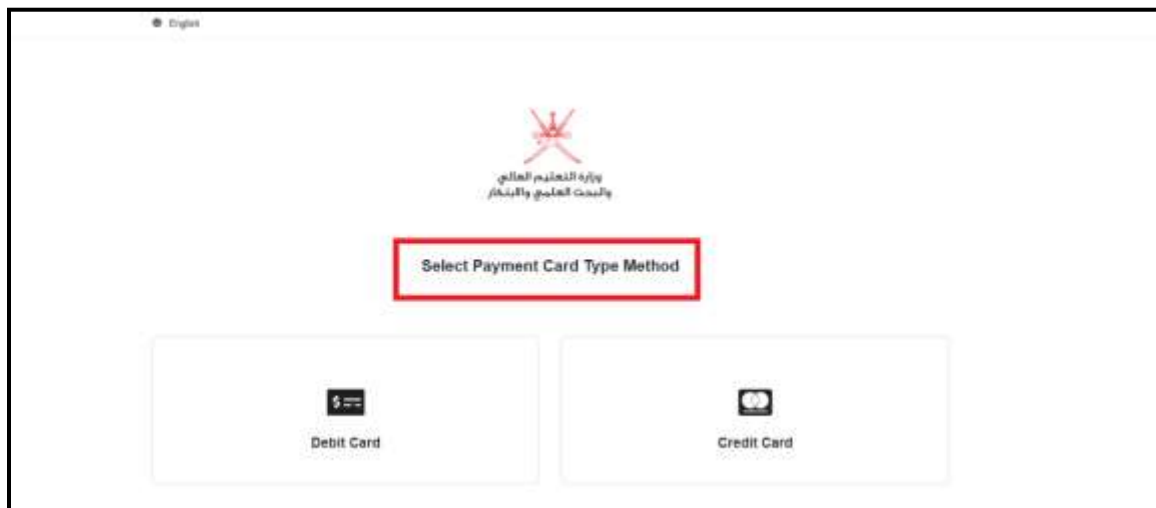 English
وزارة التعليم العالي
والبحث العلمي والابتكار
Select Payment Card Type Method
Debit Card
Credit Card